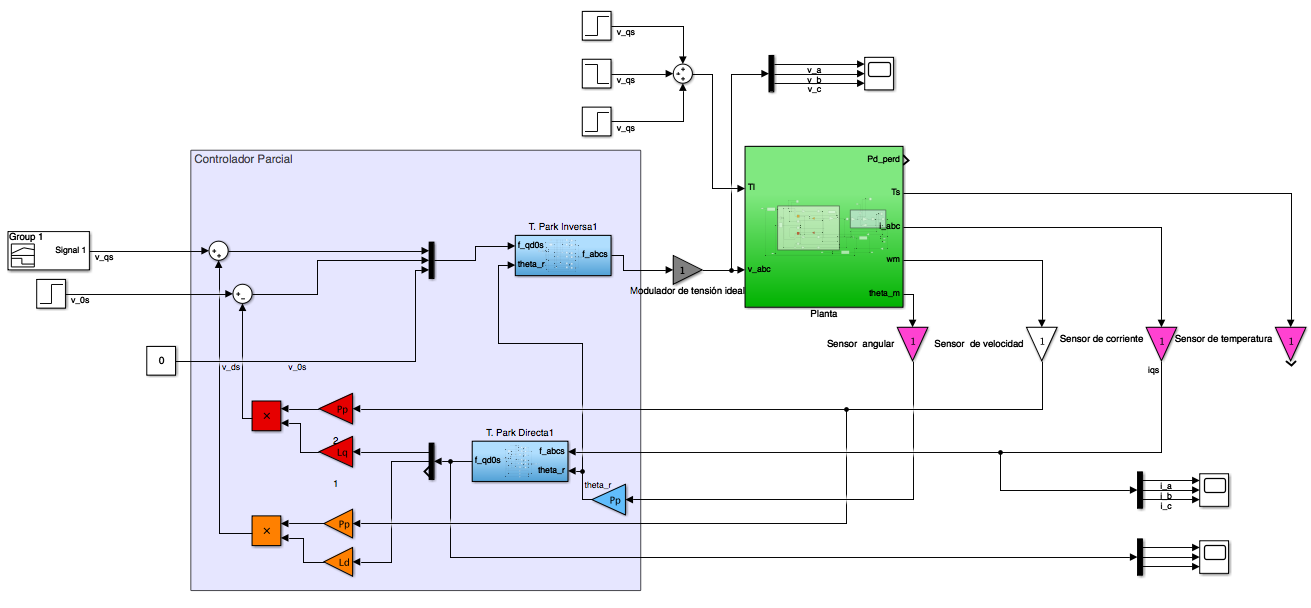 v_qs
v_qs
v_qs
v_a
v_b
v_c
Controlador Parcial
Pd_perd
Tl
Ts
i_abc
wm
v_abc
theta_m
Planta
Group 1
Signal 1
v_qs
v_0s
T. Park Inversa1
f_qd0s
theta_r
f_abcs
1
Modulador de tensión ideal
Sensor angular
1
Sensor de velocidad
1
Sensor de corriente
1
Sensor de temperatura
1
iqs
0
v_ds
v_0s
×
Pp
2
Lq
1
T. Park Directa1
f_qd0s
f_abcs
theta_r
theta_r
Pp
×
Pp
Ld
i_a
i_b
i_c